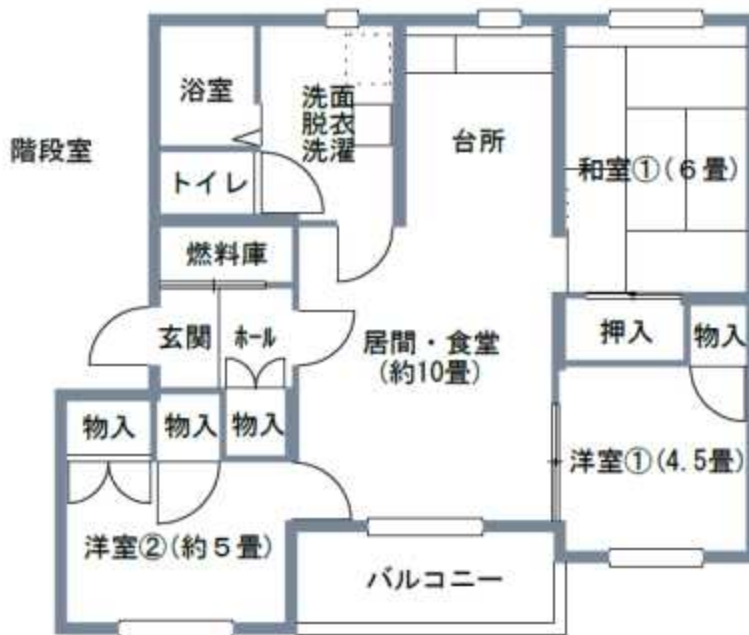 浴室
洗面
脱衣
洗濯
台所
和室①(6畳)
階段室
トイレ
燃料庫
玄関
ホール
居間・食堂
(約10畳)
押入
物入
物入
物入
物入
洋室①(4.5畳)
洋室②(約5畳)
バルコニー